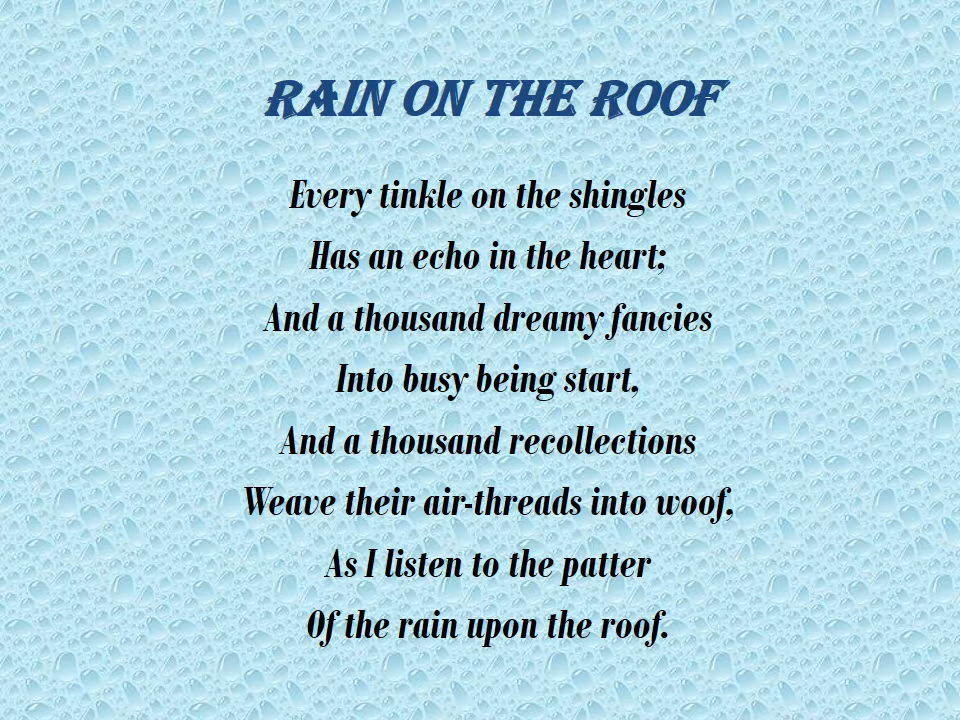 RAIN ON THE ROOF
Every tinkle on the shingles
Has an echo in the heart;
And a thousand dreamy fancies
Into busy being start,
And a thousand recollections
Weave their air-threads into woof,
As I listen to the patter
Of the rain upon the roof.